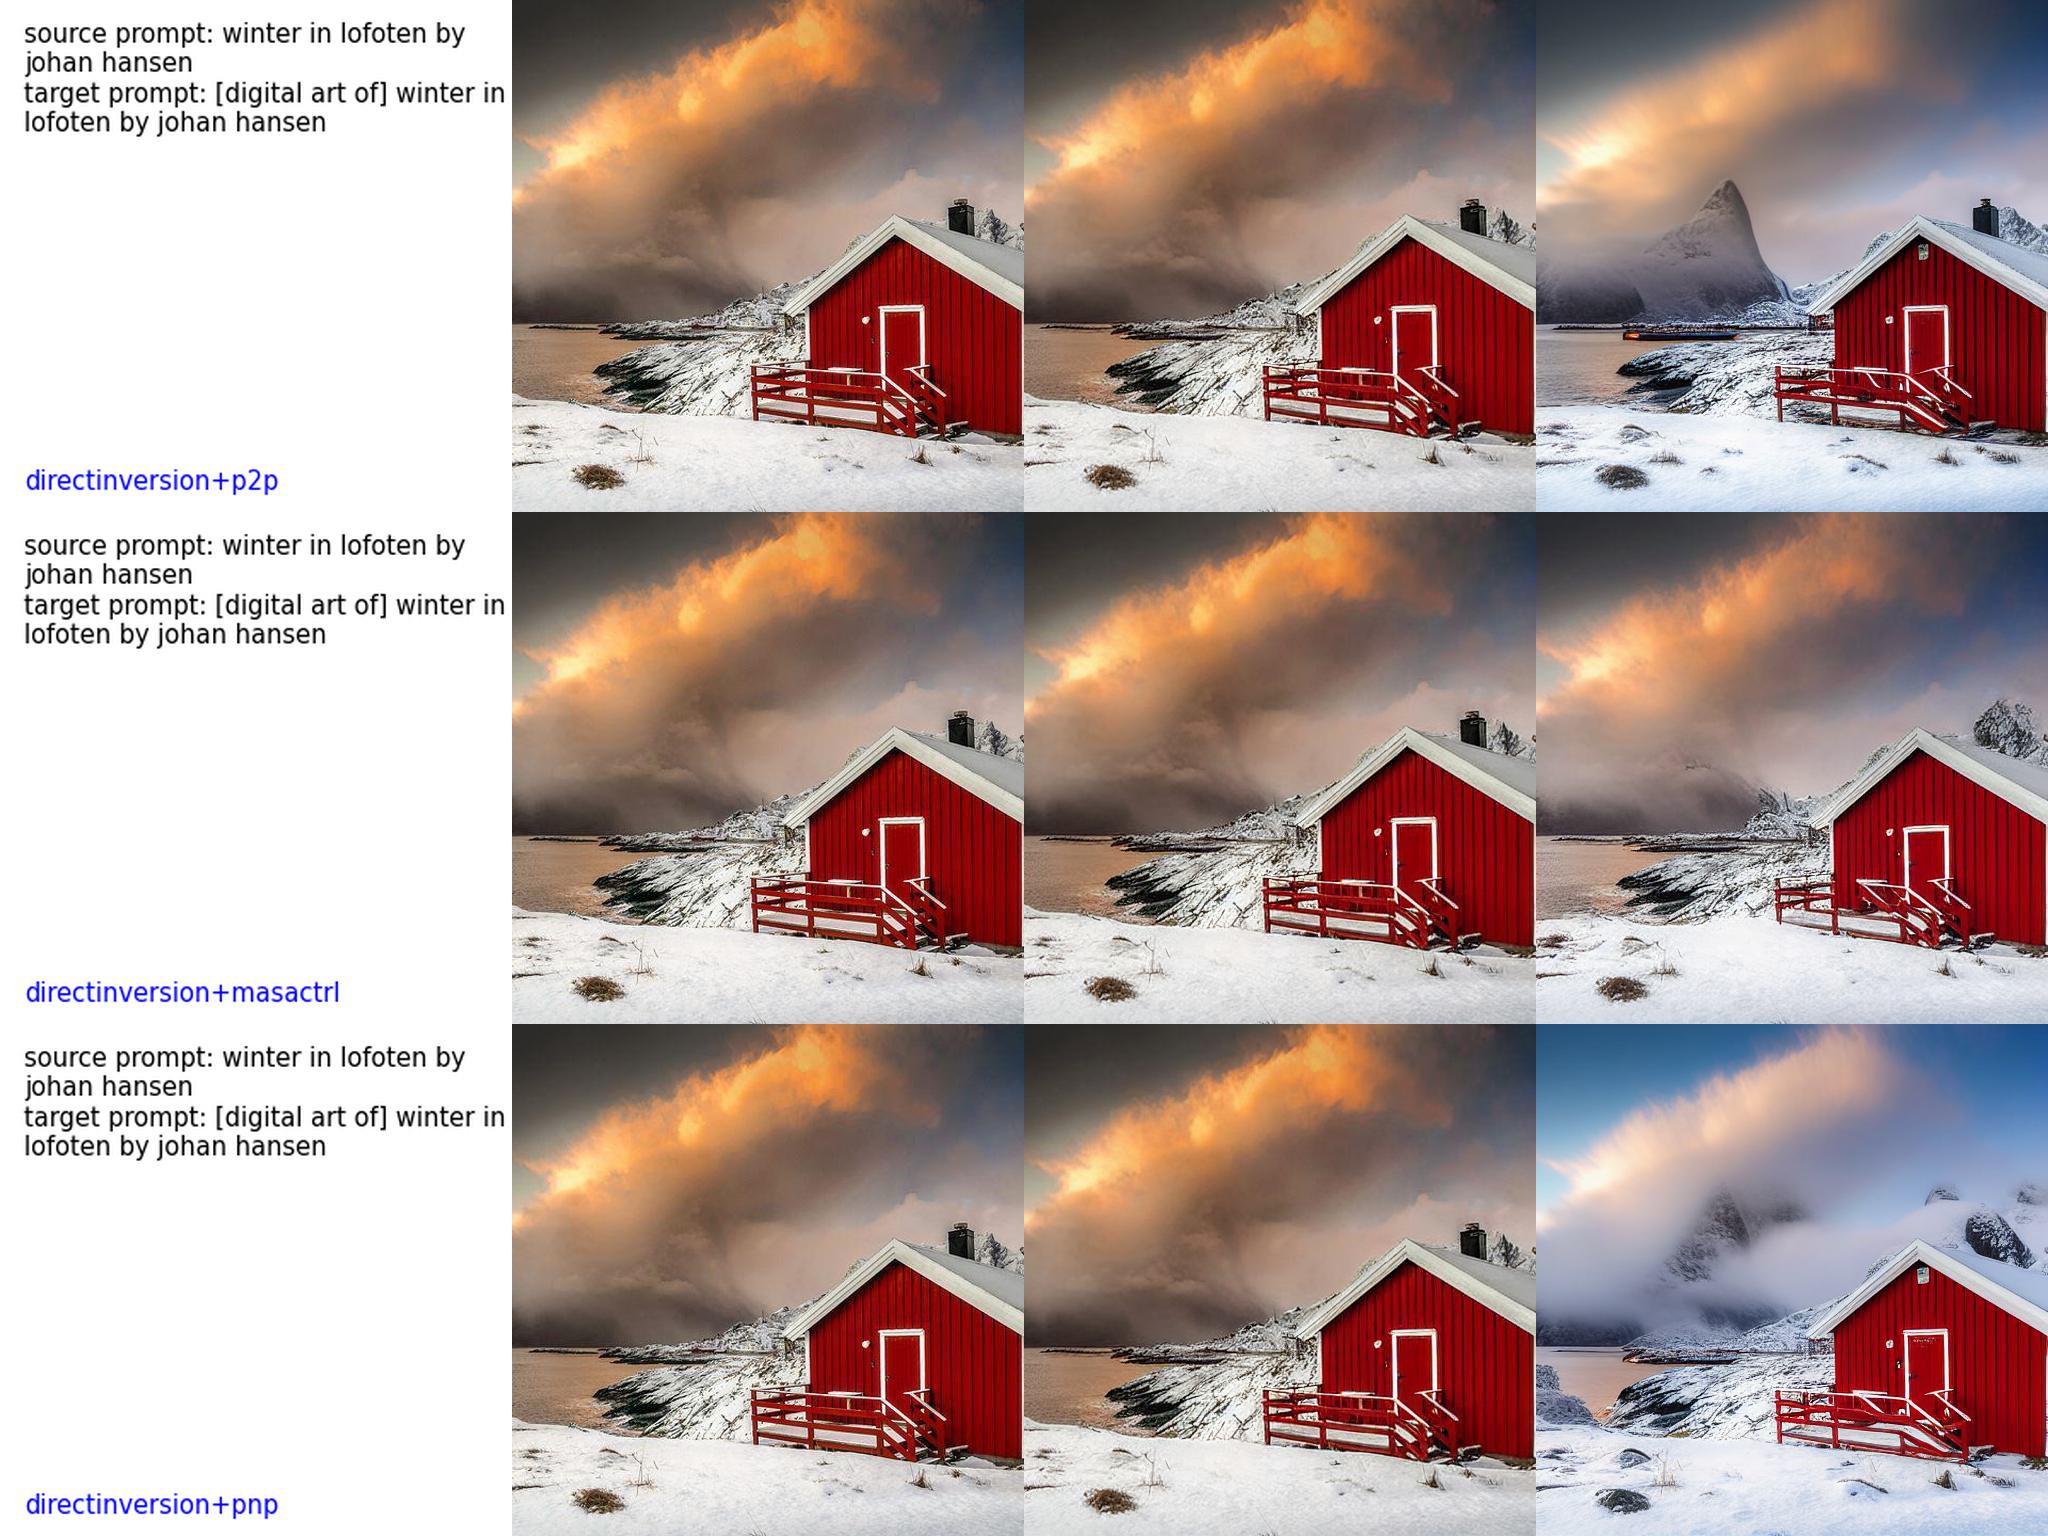 source prompt: winter in lofoten by
johan hansen
target prompt: [digital art of] winter in
lofoten by johan hansen
directinversion+p2p
source prompt: winter in lofoten by
johan hansen
target prompt: [digital art of] winter in
lofoten by johan hansen
directinversion+masactrl
source prompt: winter in lofoten by
johan hansen
target prompt: [digital art of] winter in
lofoten by johan hansen
directinversion+pnp